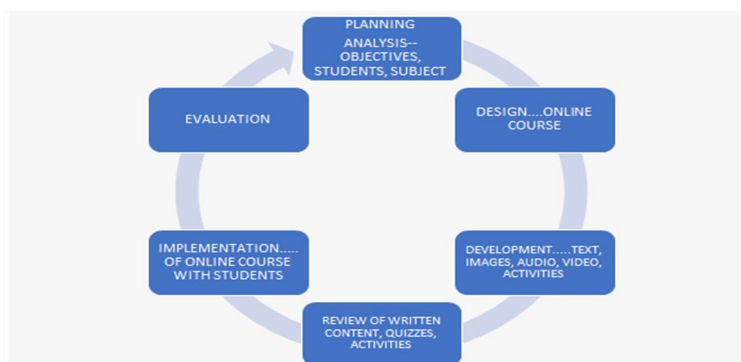 PLANNING
ANALYSIS--
OBJECTIVES,
STUDENTS, SUBJECT
DESIGN....ONLINE
COURSE
DEVELOPMENT.....TEXT,
IMAGES, AUDIO, VIDEO,
ACTIVITIES
REVIEW OF WRITTEN
CONTENT, QUIZZES,
ACTIVITIES
IMPLEMENTATION.....
OF ONLINE COURSE
WITH STUDENTS
EVALUATION